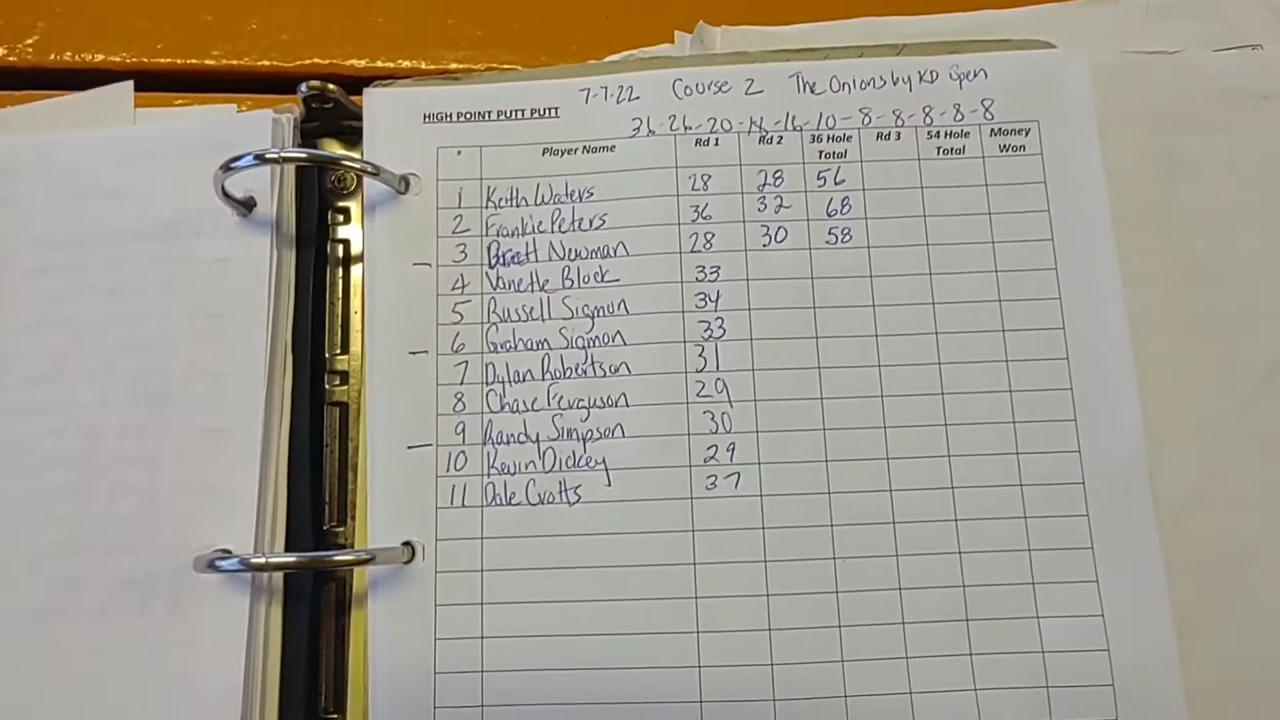 7-7-22 Course 2 The Onions by KD Open
HIGH POINT PUTT PUTT
36-26-20-18-16-10-8-8-8-8-8
* Player Name Rd 1 Rd 2 36 Hole Total Rd 3 54 Hole Total Money Won
1 Keith Waters 28 28 56
2 Frankie Peters 36 32 68
3 Brett Newman 28 30 58
4 Vanette Block 33
5 Russell Sigmon 34
6 Graham Sigmon 33
7 Dylan Robertson 31
8 Chase Ferguson 29
9 Randy Simpson 30
10 Kevin Dickey 29
11 Dale Crotts 37